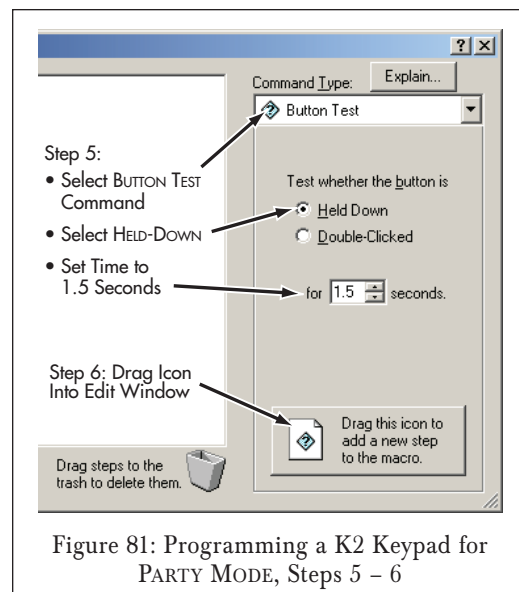 ? ×
Command Type: Explain...
Button Test
Step 5:
• Select BUTTON TEST
Command
• Select HELD-DOWN
• Set Time to
1.5 Seconds
Test whether the button is
Held Down
Double-Clicked
for 1.5 seconds.
Step 6: Drag Icon
Into Edit Window
Drag this icon to
add a new step
to the macro.
Drag steps to the
trash to delete them.
Figure 81: Programming a K2 Keypad for
PARTY MODE, Steps 5 – 6